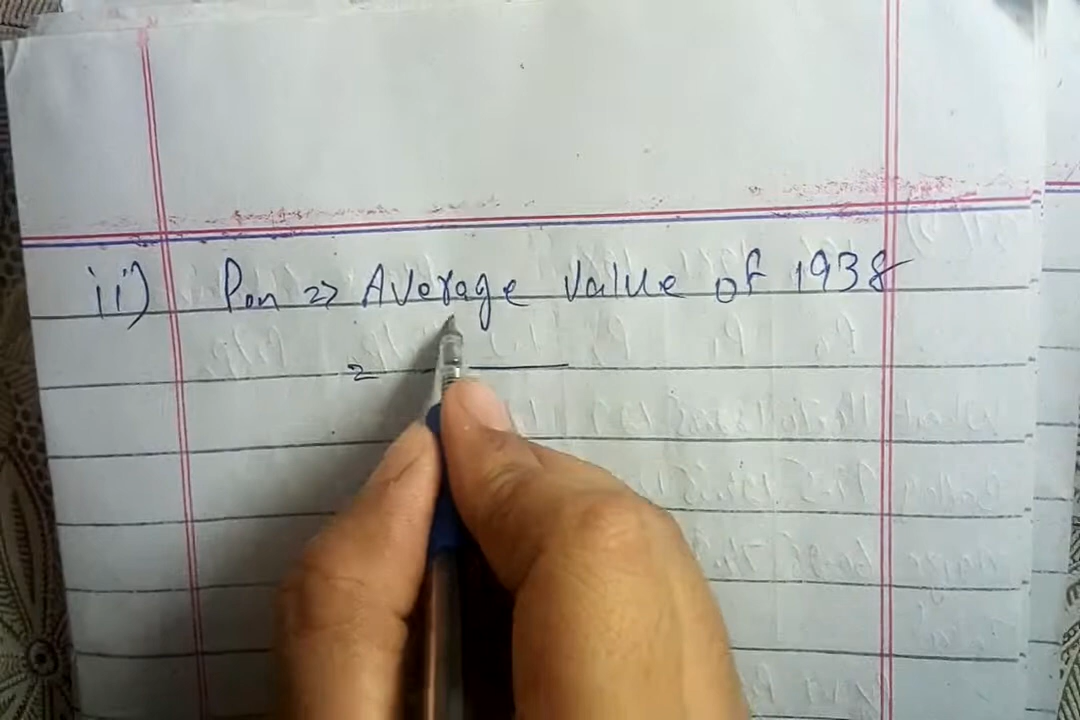 ii) Pon => Average value of 1938
=